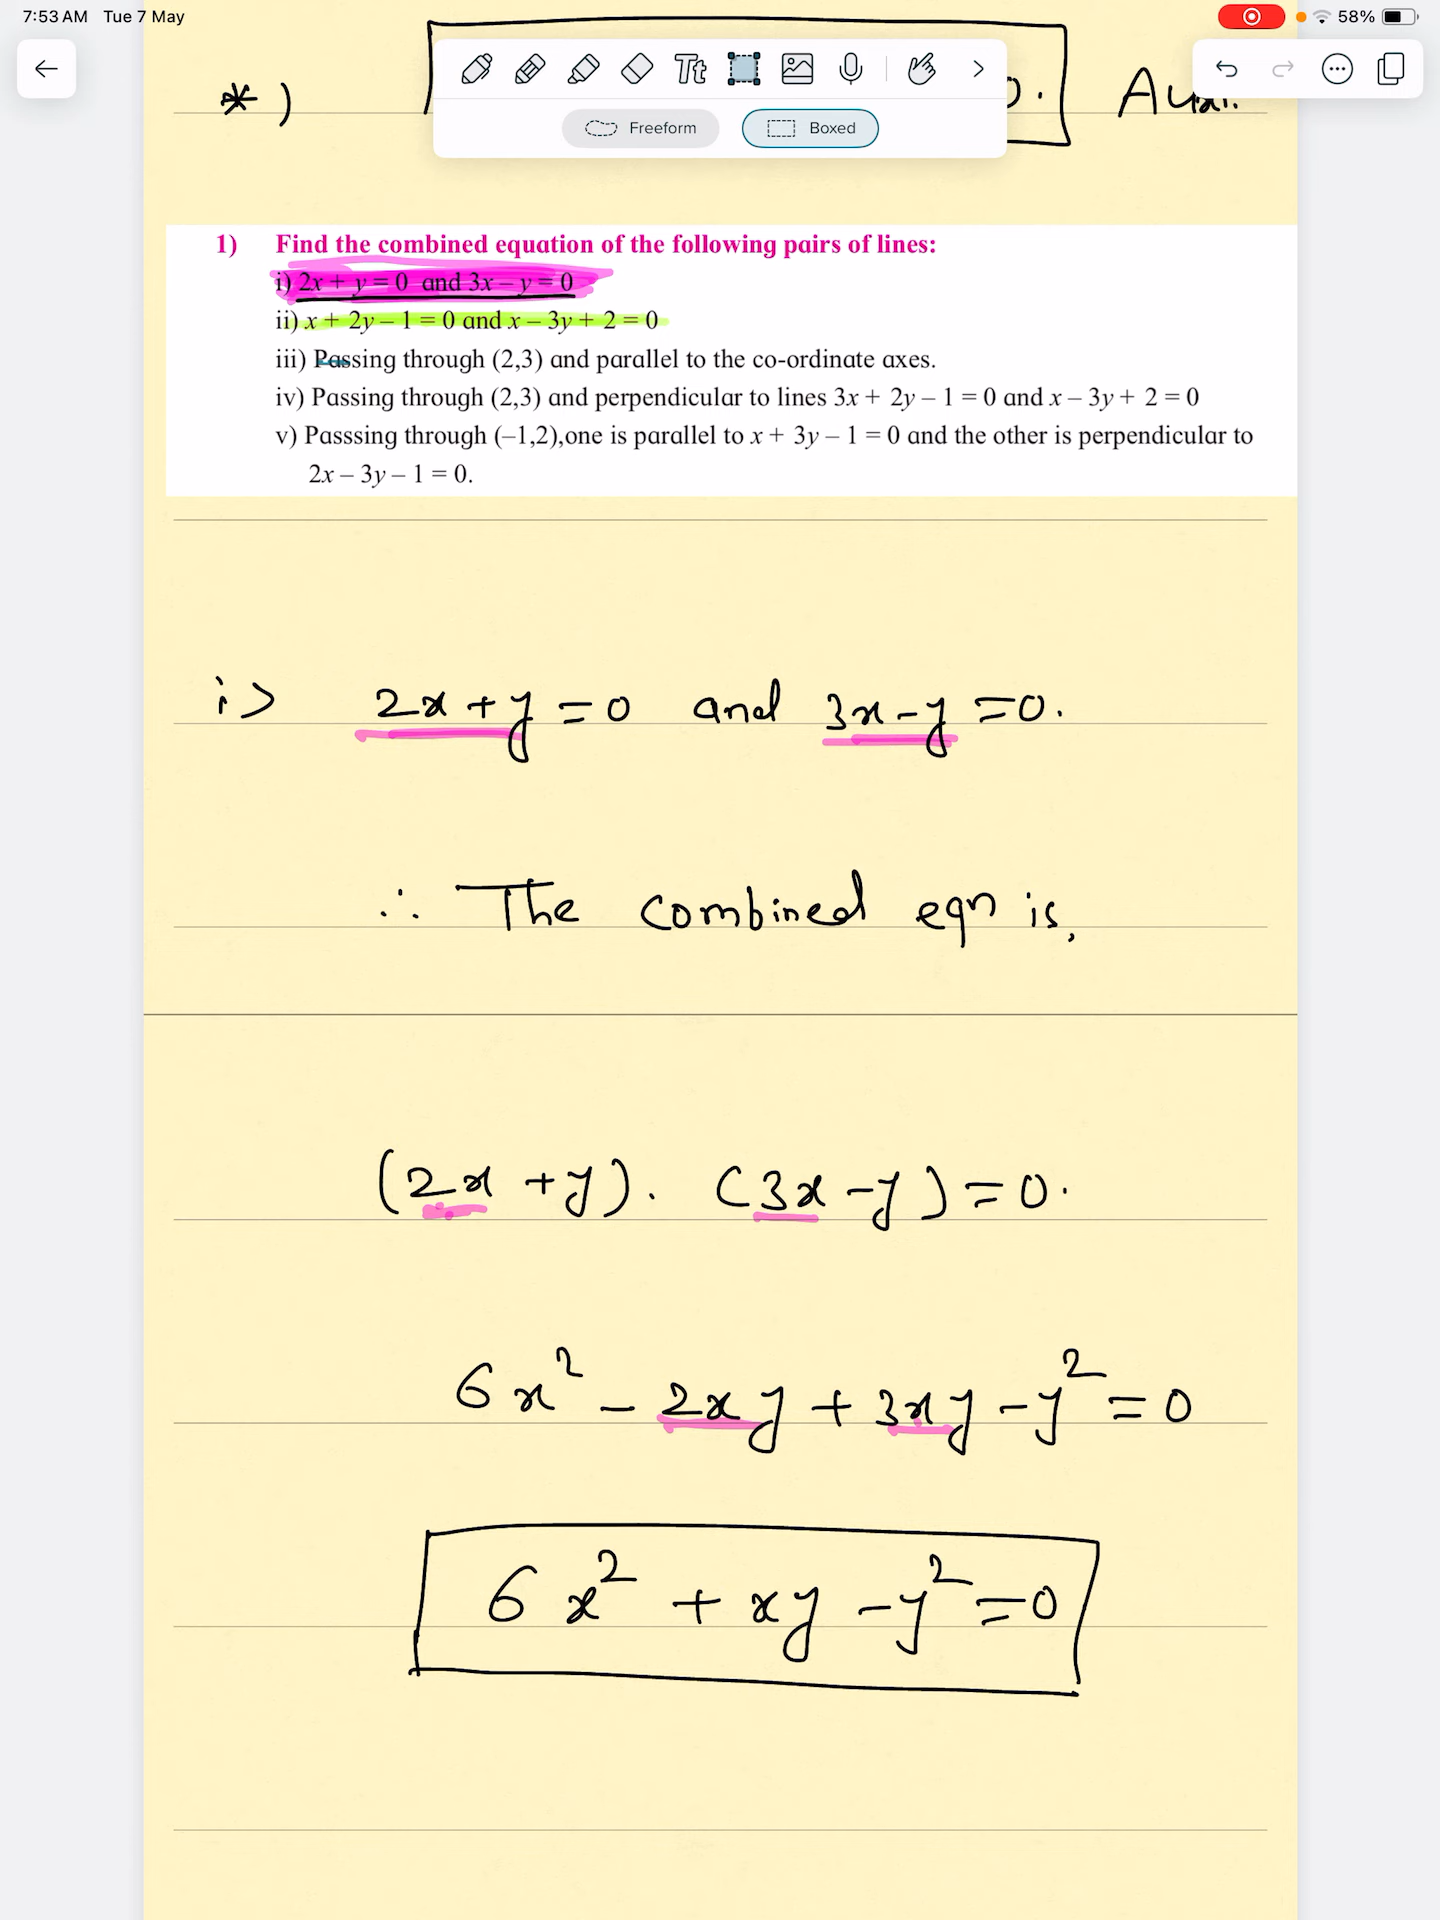 7:53 AM Tue 7 May 58%
*) 0.
Tt
Freeform Boxed
1) Find the combined equation of the following pairs of lines:
i) 2x + y = 0 and 3x – y = 0
ii) x + 2y – 1 = 0 and x – 3y + 2 = 0
iii) Passing through (2,3) and parallel to the co-ordinate axes.
iv) Passing through (2,3) and perpendicular to lines 3x + 2y – 1 = 0 and x – 3y + 2 = 0
v) Passsing through (–1,2),one is parallel to x + 3y – 1 = 0 and the other is perpendicular to
2x – 3y – 1 = 0.
i> 2x + y = 0 and 3x - y = 0.
∴ The combined eqn is,
(2x + y). (3x - y) = 0.
6x² - 2xy + 3xy - y² = 0
6x² + xy - y² = 0